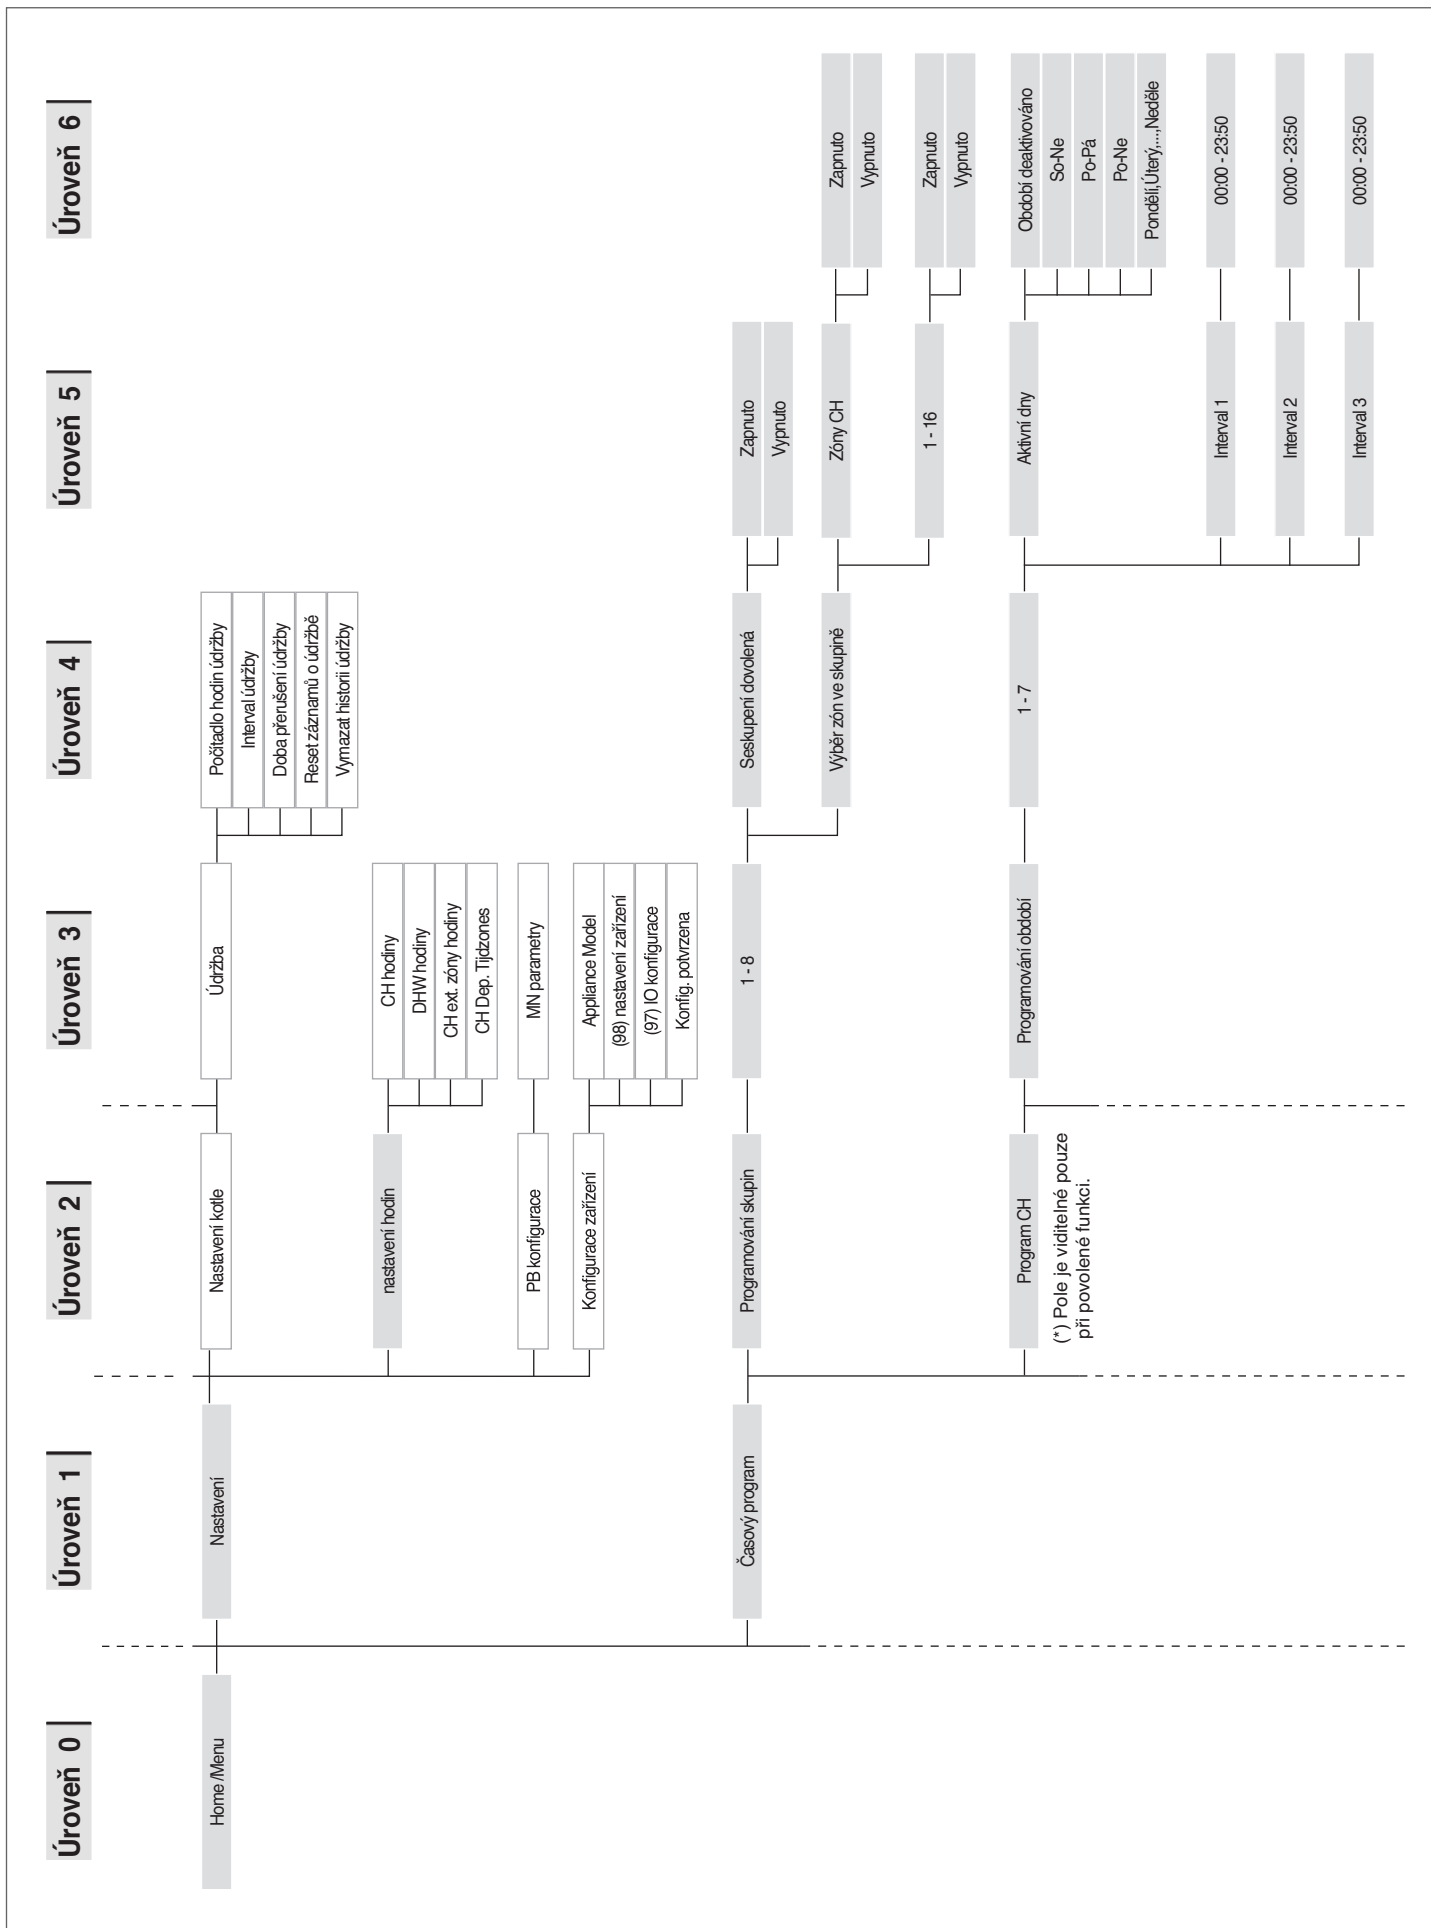 Úroveň 0
Úroveň 1
Úroveň 2
Úroveň 3
Úroveň 4
Úroveň 5
Úroveň 6
Home /Menu
Nastavení
Nastavení kotle
Údržba
Počítadlo hodin údržby
Interval údržby
Doba přerušení údržby
Reset záznamů o údržbě
Vymazat historii údržby
nastavení hodin
CH hodiny
DHW hodiny
CH ext. zóny hodiny
CH Dep. Tijdzones
PB konfigurace
MN parametry
Konfigurace zařízení
Appliance Model
(98) nastavení zařízení
(97) IO konfigurace
Konfig. potvrzena
Časový program
Programování skupin
1 - 8
Seskupení dovolená
Zapnuto
Vypnuto
Výběr zón ve skupině
Zóny CH
Zapnuto
Vypnuto
1 - 16
Zapnuto
Vypnuto
Program CH
Programování období
1 - 7
Aktivní dny
Období deaktivováno
So-Ne
Po-Pá
Po-Ne
Pondělí,Úterý,...,Neděle
Interval 1
00:00 - 23:50
Interval 2
00:00 - 23:50
Interval 3
00:00 - 23:50
(*) Pole je viditelné pouze
při povolené funkci.